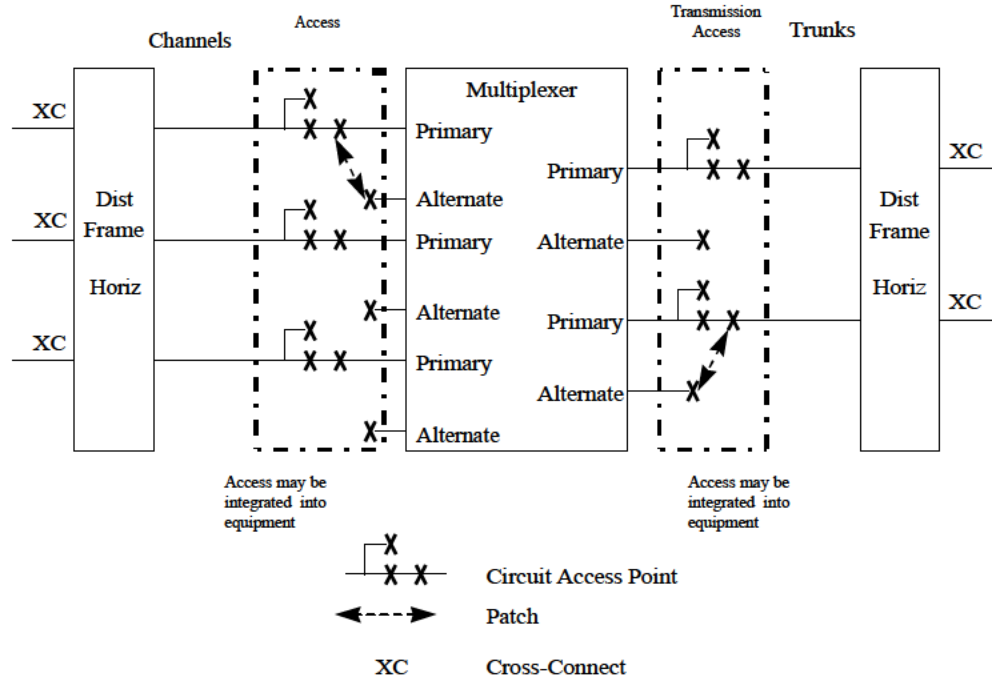 Channels
Access
Transmission
Access
Trunks
XC
XC
XC
Dist
Frame
Horiz
Multiplexer
Primary
Alternate
Primary
Alternate
Primary
Alternate
Primary
Alternate
Primary
Alternate
Dist
Frame
Horiz
XC
XC
Access may be
integrated into
equipment
Access may be
integrated into
equipment
Circuit Access Point
Patch
XC Cross-Connect